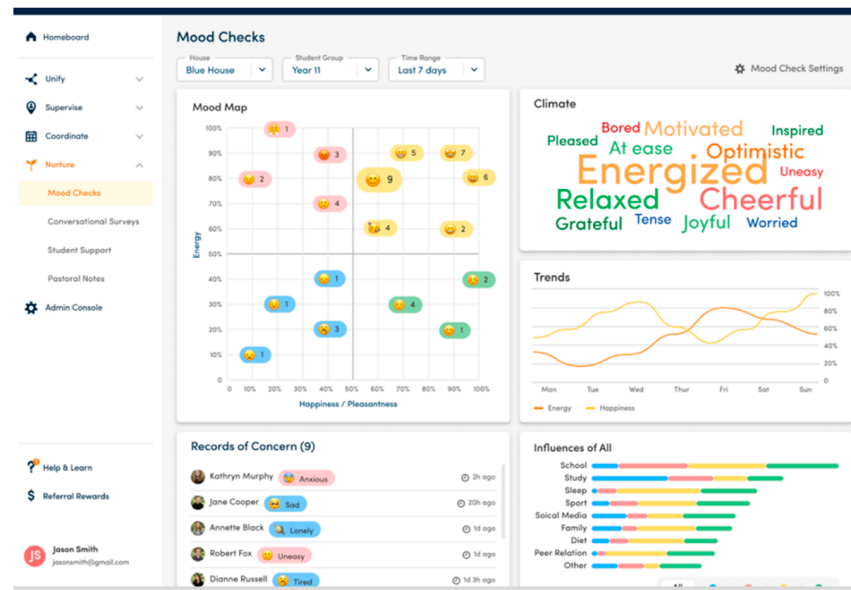 Homeboard
Unify
Supervise
Coordinate
Nurture
Mood Checks
Conversational Surveys
Student Support
Pastoral Notes
Admin Console
Help & Learn
Referral Rewards
JS
Jason Smith
jasonsmith@gmail.com
Mood Checks
House
Blue House
Student Group
Year 11
Time Range
Last 7 days
Mood Check Settings
Mood Map
100%
90%
80%
70%
60%
50%
40%
30%
20%
10%
0
Energy
1
3
5
7
2
9
6
4
4
2
1
2
1
4
3
1
1
0 10% 20% 30% 40% 50% 60% 70% 80% 90% 100%
Happiness / Pleasantness
Climate
Bored Motivated Inspired
Pleased At ease Optimistic
Energized Uneasy
Relaxed Cheerful
Grateful Tense Joyful Worried
Trends
100%
80%
60%
40%
20%
0
Mon Tue Wed Thur Fri Sat Sun
Energy Happiness
Records of Concern (9)
Kathryn Murphy Anxious 2h ago
Jane Cooper Sad 20h ago
Annette Black Lonely 1d ago
Robert Fox Uneasy 1d ago
Dianne Russell Tired 1d 3h ago
Influences of All
School
Study
Sleep
Sport
Soical Media
Family
Diet
Peer Relation
Other
All